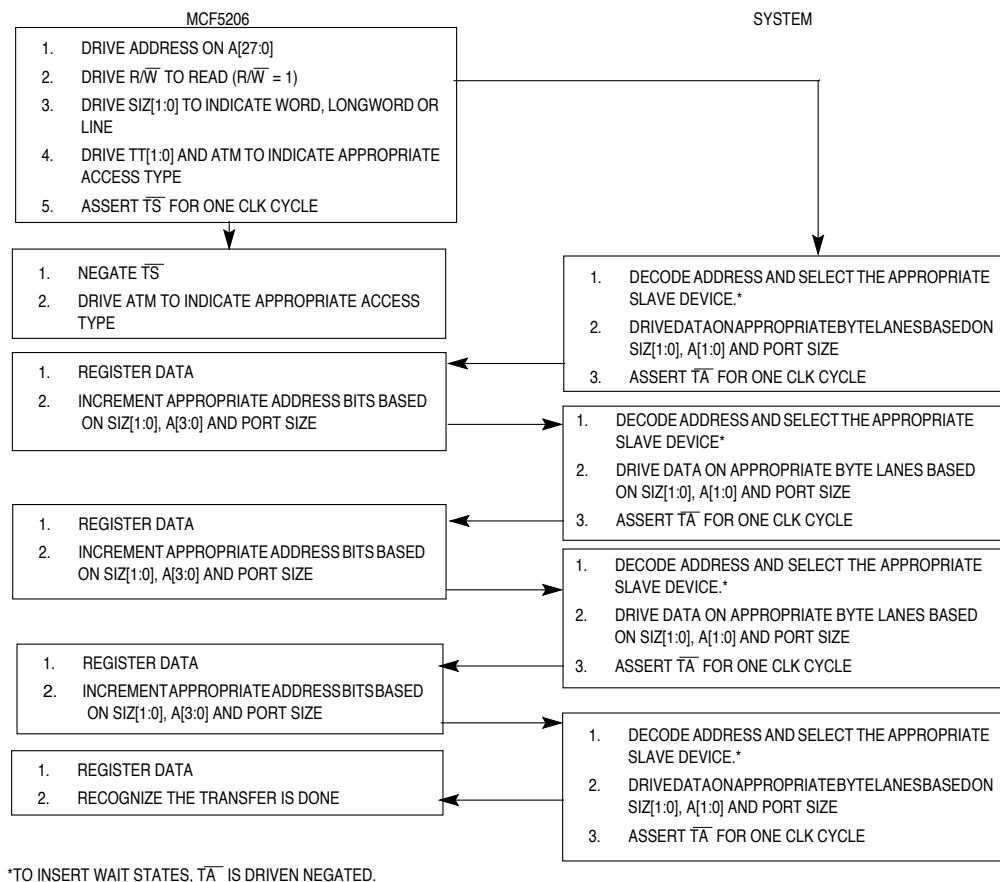 MCF5206
1. DRIVE ADDRESS ON A[27:0]
2. DRIVE R/W̅ TO READ (R/W̅ = 1)
3. DRIVE SIZ[1:0] TO INDICATE WORD, LONGWORD OR
LINE
4. DRIVE TT[1:0] AND ATM TO INDICATE APPROPRIATE
ACCESS TYPE
5. ASSERT T̅S̅ FOR ONE CLK CYCLE
SYSTEM
1. NEGATE T̅S̅
2. DRIVE ATM TO INDICATE APPROPRIATE ACCESS
TYPE
1. DECODE ADDRESS AND SELECT THE APPROPRIATE
SLAVE DEVICE.*
2. DRIVEDATAONAPPROPRIATEBYTELANESBASEDON
SIZ[1:0], A[1:0] AND PORT SIZE
3. ASSERT T̅A̅ FOR ONE CLK CYCLE
1. REGISTER DATA
2. INCREMENT APPROPRIATE ADDRESS BITS BASED
ON SIZ[1:0], A[3:0] AND PORT SIZE
1. DECODE ADDRESS AND SELECT THE APPROPRIATE
SLAVE DEVICE*
2. DRIVE DATA ON APPROPRIATE BYTE LANES BASED
ON SIZ[1:0], A[1:0] AND PORT SIZE
3. ASSERT T̅A̅ FOR ONE CLK CYCLE
1. REGISTER DATA
2. INCREMENT APPROPRIATE ADDRESS BITS BASED
ON SIZ[1:0], A[3:0] AND PORT SIZE
1. DECODE ADDRESS AND SELECT THE APPROPRIATE
SLAVE DEVICE.*
2. DRIVE DATA ON APPROPRIATE BYTE LANES BASED
ON SIZ[1:0], A[1:0] AND PORT SIZE
3. ASSERT T̅A̅ FOR ONE CLK CYCLE
1. REGISTER DATA
2. INCREMENT APPROPRIATE ADDRESS BITS BASED
ON SIZ[1:0], A[3:0] AND PORT SIZE
1. DECODE ADDRESS AND SELECT THE APPROPRIATE
SLAVE DEVICE.*
2. DRIVEDATAONAPPROPRIATEBYTELANESBASEDON
SIZ[1:0], A[1:0] AND PORT SIZE
3. ASSERT T̅A̅ FOR ONE CLK CYCLE
1. REGISTER DATA
2. RECOGNIZE THE TRANSFER IS DONE
*TO INSERT WAIT STATES, T̅A̅ IS DRIVEN NEGATED.